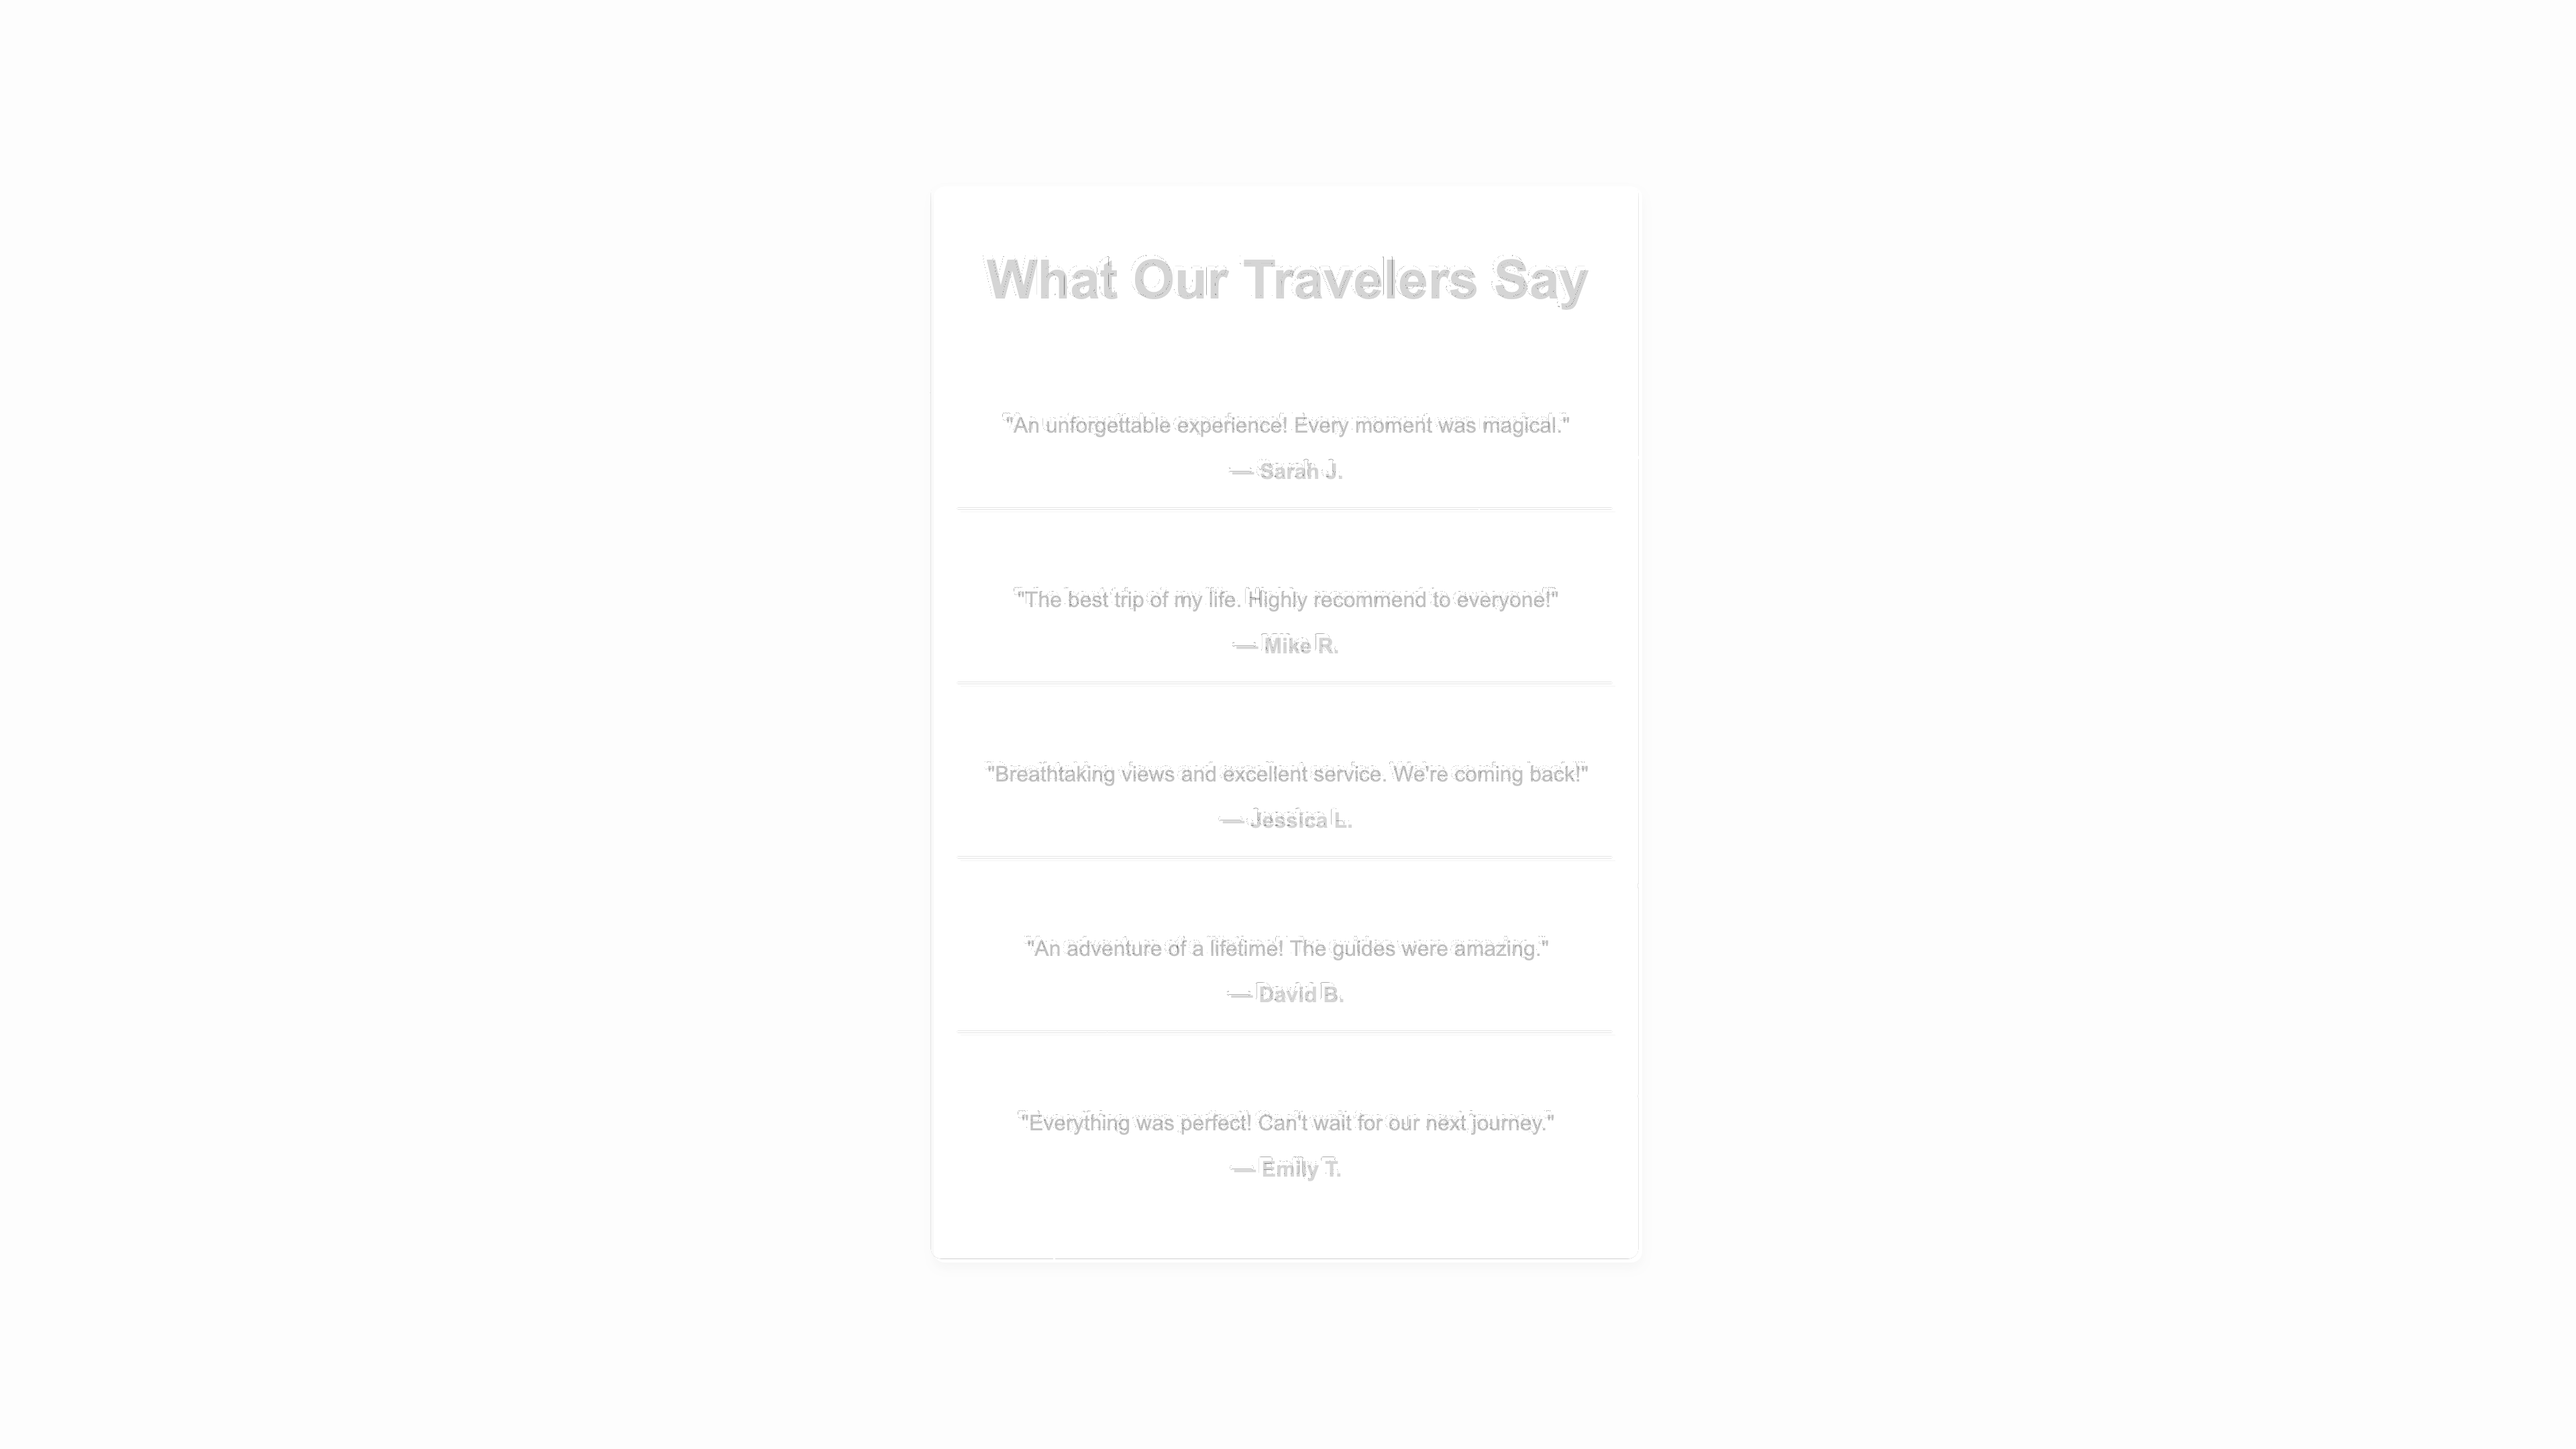 What Our Travelers Say
"An unforgettable experience! Every moment was magical."
— Sarah J.
"The best trip of my life. Highly recommend to everyone!"
— Mike R.
"Breathtaking views and excellent service. We're coming back!"
— Jessica L.
"An adventure of a lifetime! The guides were amazing."
— David B.
"Everything was perfect! Can't wait for our next journey."
— Emily T.